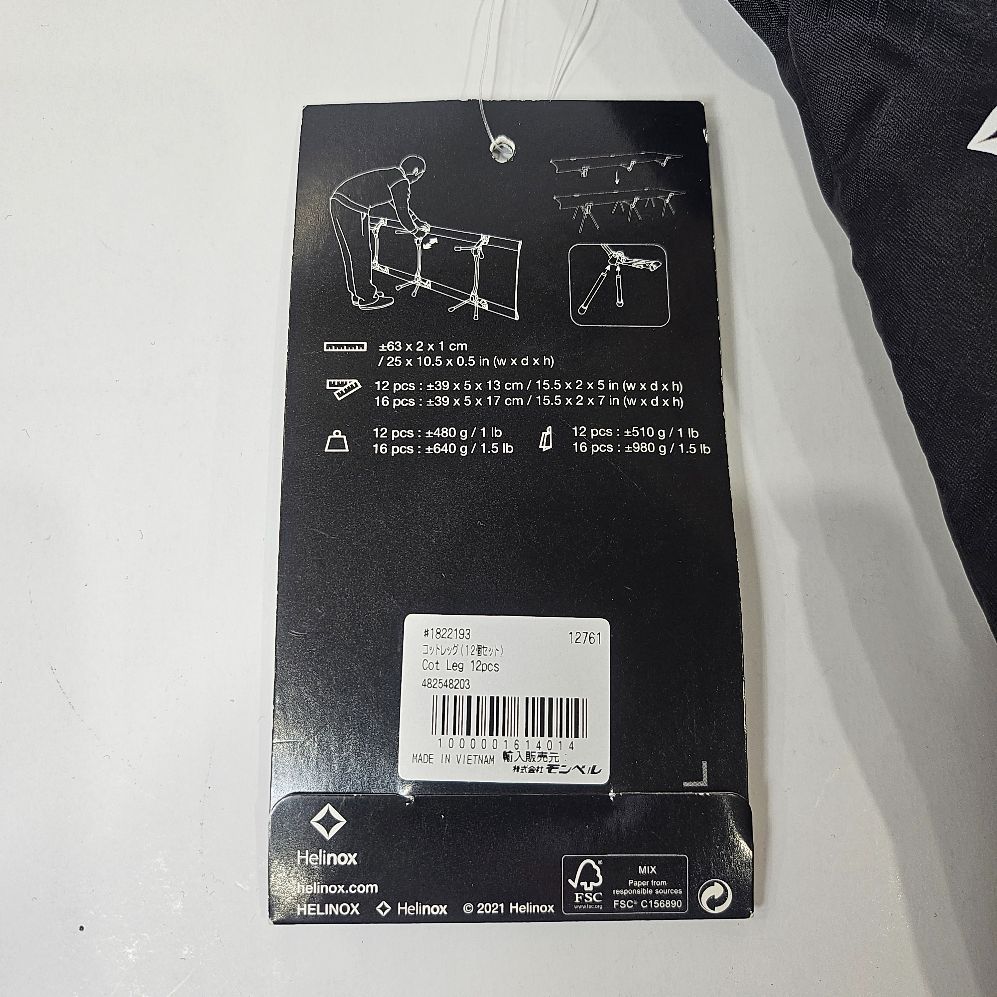 ±63 x 2 x 1 cm
/ 25 x 10.5 x 0.5 in (w x d x h)
12 pcs : ±39 x 5 x 13 cm / 15.5 x 2 x 5 in (w x d x h)
16 pcs : ±39 x 5 x 17 cm / 15.5 x 2 x 7 in (w x d x h)
12 pcs : ±480 g / 1 lb
16 pcs : ±640 g / 1.5 lb
12 pcs : ±510 g / 1 lb
16 pcs : ±980 g / 1.5 lb
#1822193 12761
コットレッグ(12個セット)
Cot Leg 12pcs
482548203
1000001614014
MADE IN VIETNAM 輸入販売元
株式会社 モンベル
Helinox
helinox.com
HELINOX Helinox © 2021 Helinox
FSC
www.fsc.org
MIX
Paper from
responsible sources
FSC® C156890